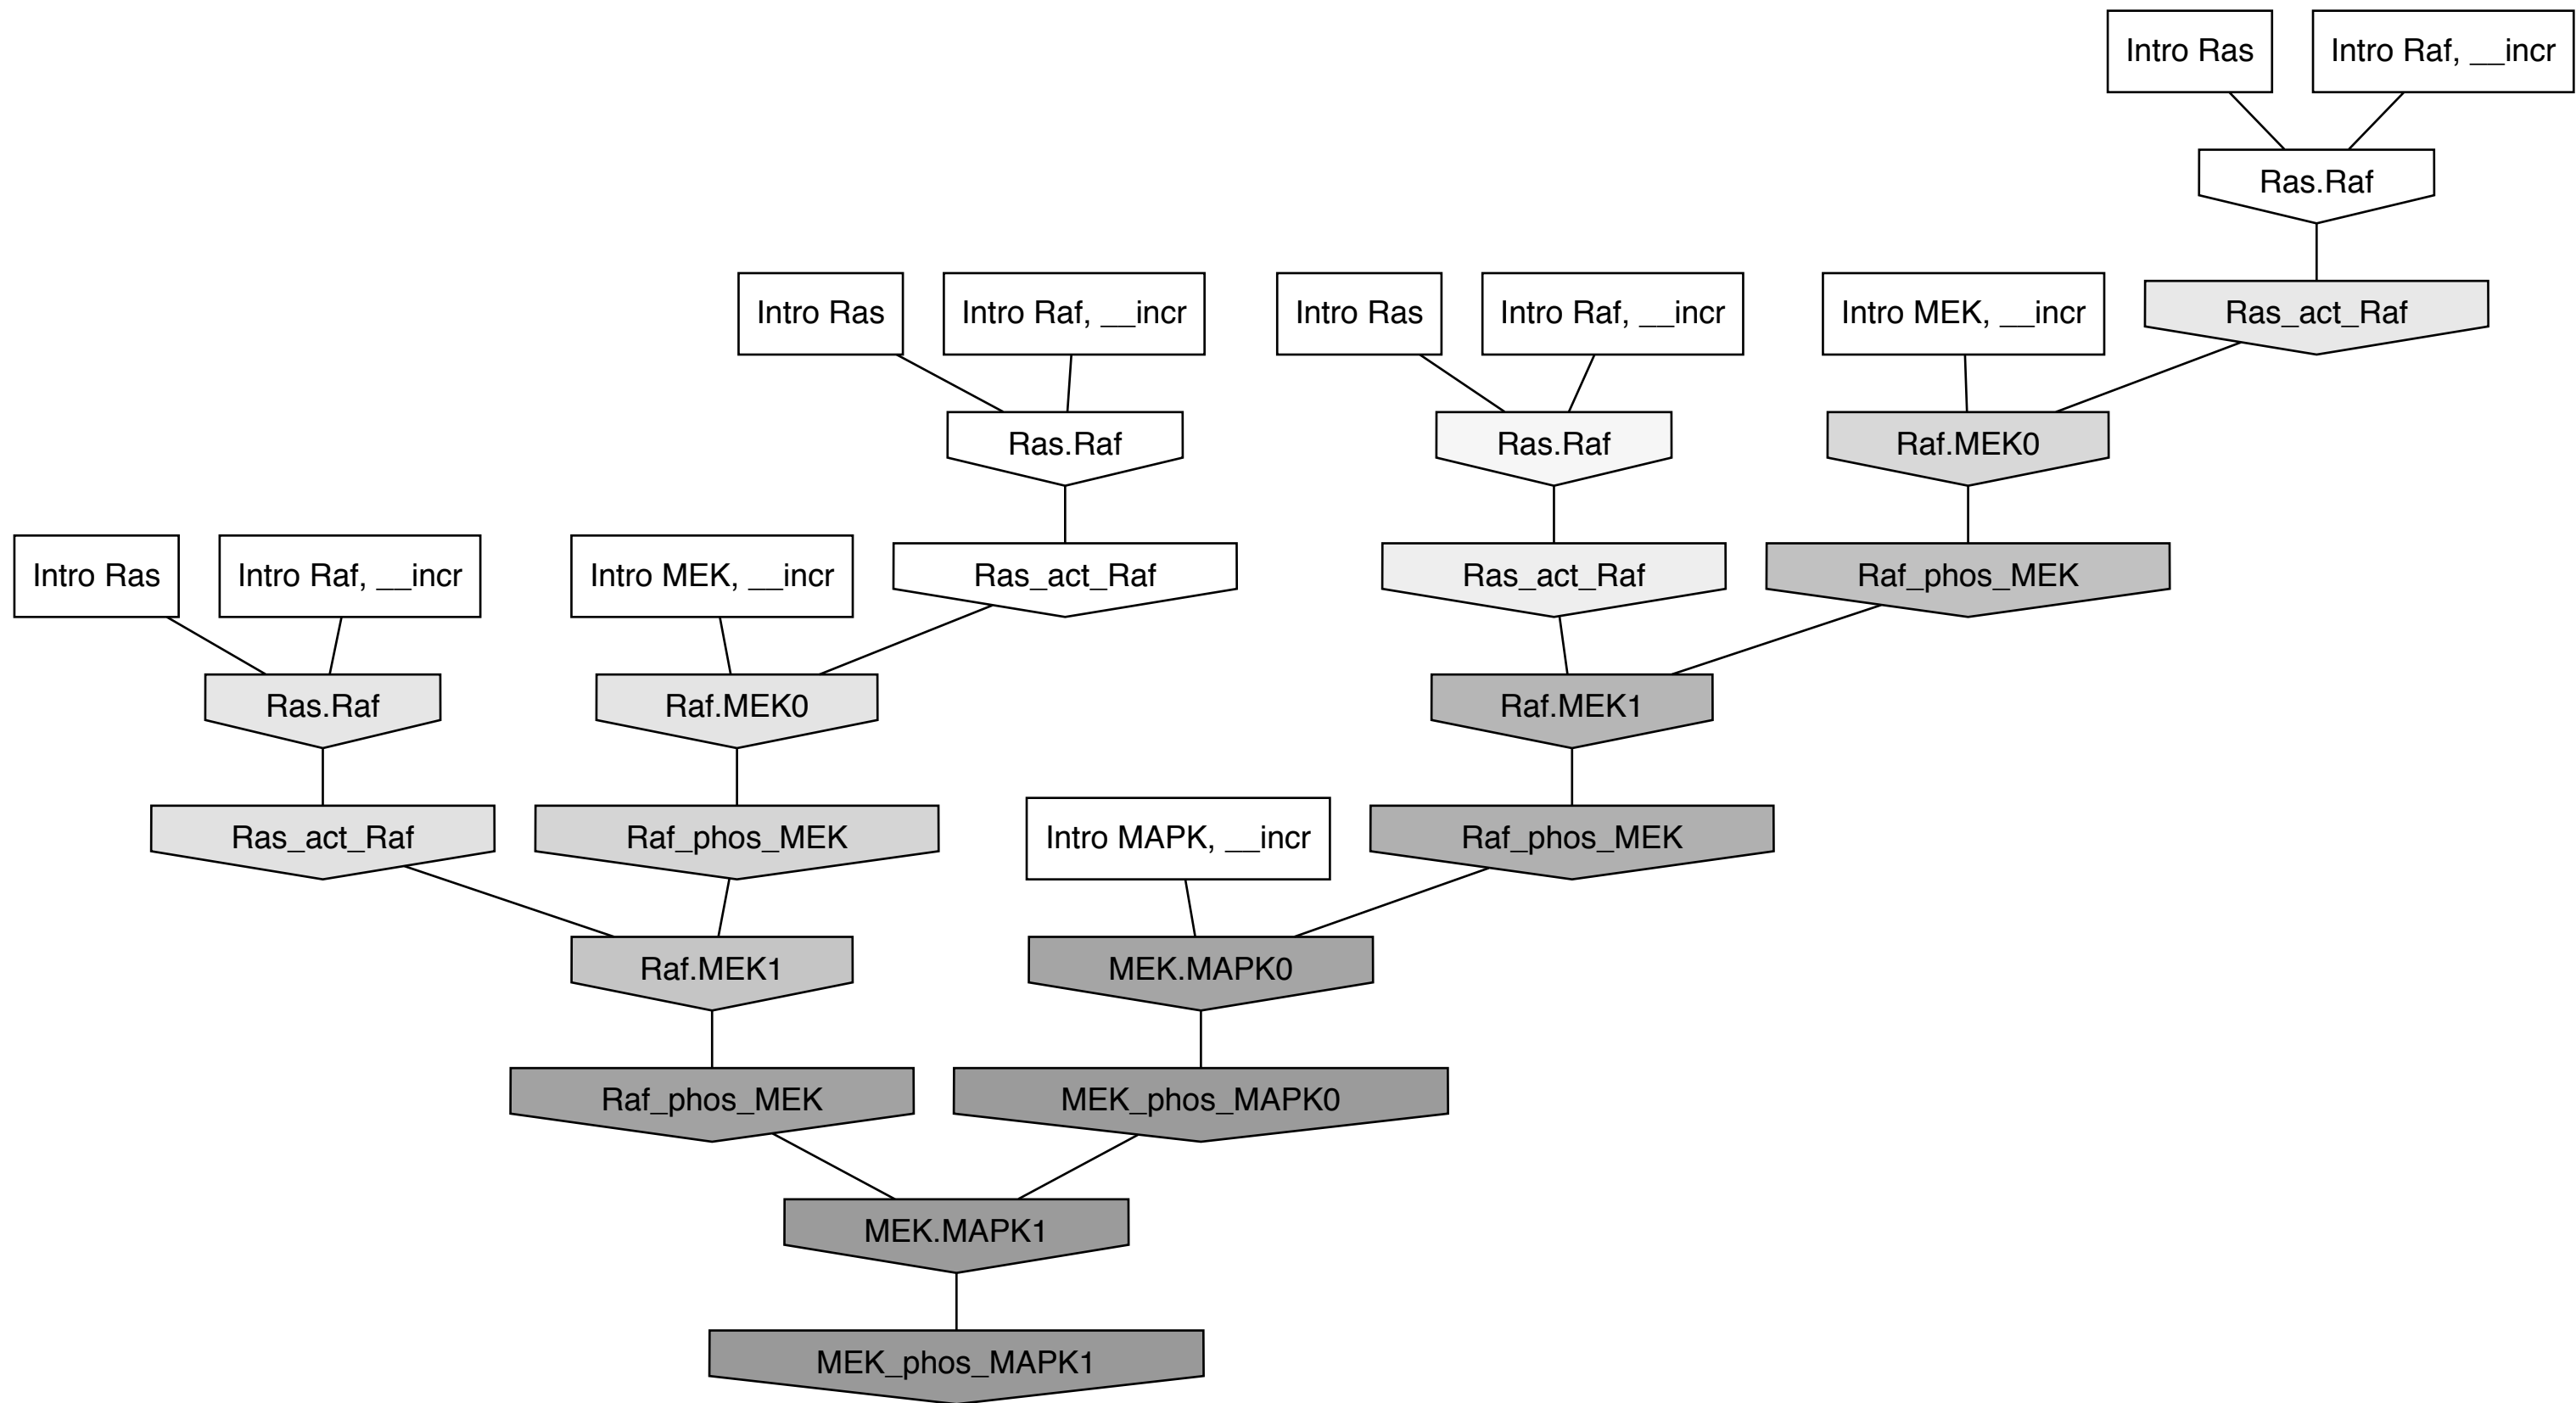 Intro Ras
Intro Raf, __incr
Ras.Raf
Intro Ras
Intro Raf, __incr
Intro Ras
Intro Raf, __incr
Intro MEK, __incr
Ras_act_Raf
Ras.Raf
Ras.Raf
Raf.MEK0
Intro Ras
Intro Raf, __incr
Intro MEK, __incr
Ras_act_Raf
Ras_act_Raf
Raf_phos_MEK
Ras.Raf
Raf.MEK0
Raf.MEK1
Ras_act_Raf
Raf_phos_MEK
Intro MAPK, __incr
Raf_phos_MEK
Raf.MEK1
MEK.MAPK0
Raf_phos_MEK
MEK_phos_MAPK0
MEK.MAPK1
MEK_phos_MAPK1